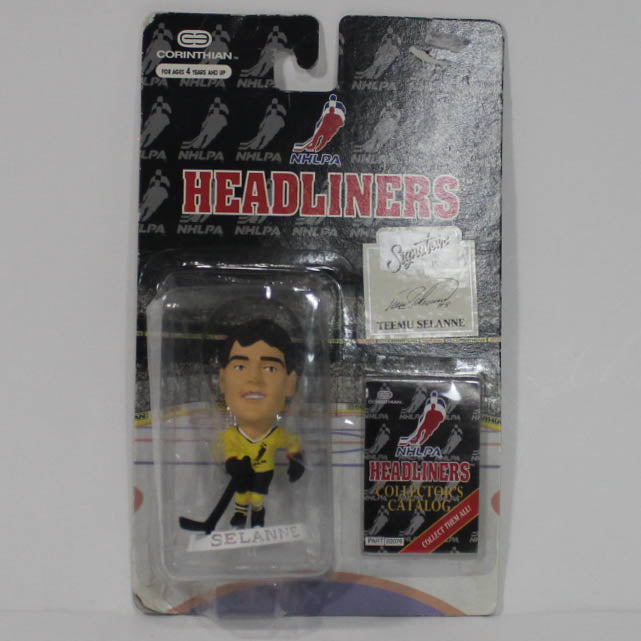 CORINTHIAN™
FOR AGES 4 YEARS AND UP
NHLPA
HEADLINERS
Signature
TEEMU SELANNE
SELANNE
CORINTHIAN
NHLPA
HEADLINERS
COLLECTOR'S
CATALOG
COLLECT THEM ALL!